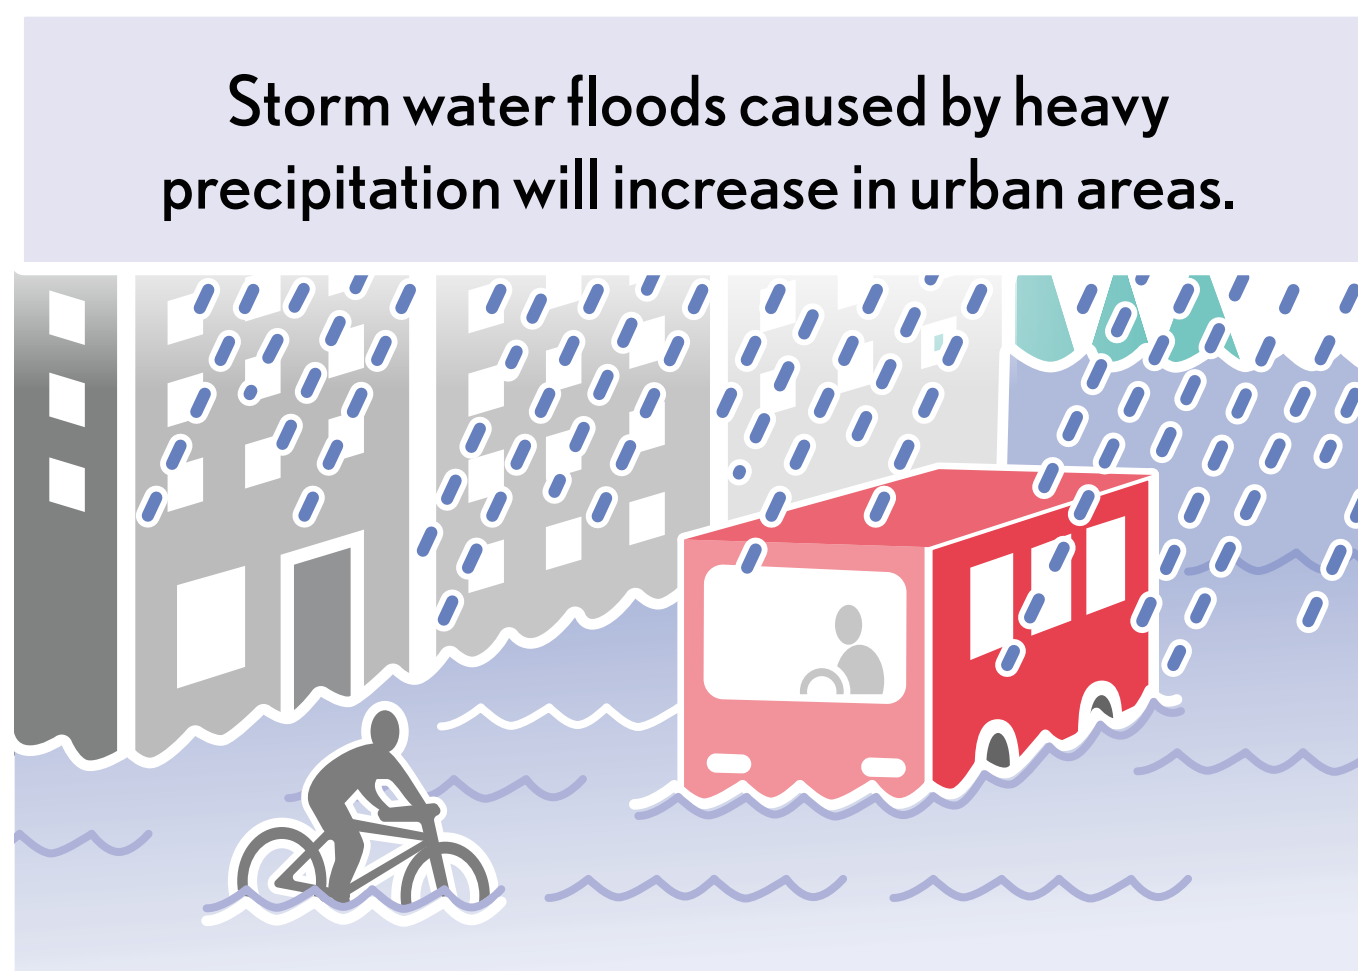 Storm water floods caused by heavy
precipitation will increase in urban areas.